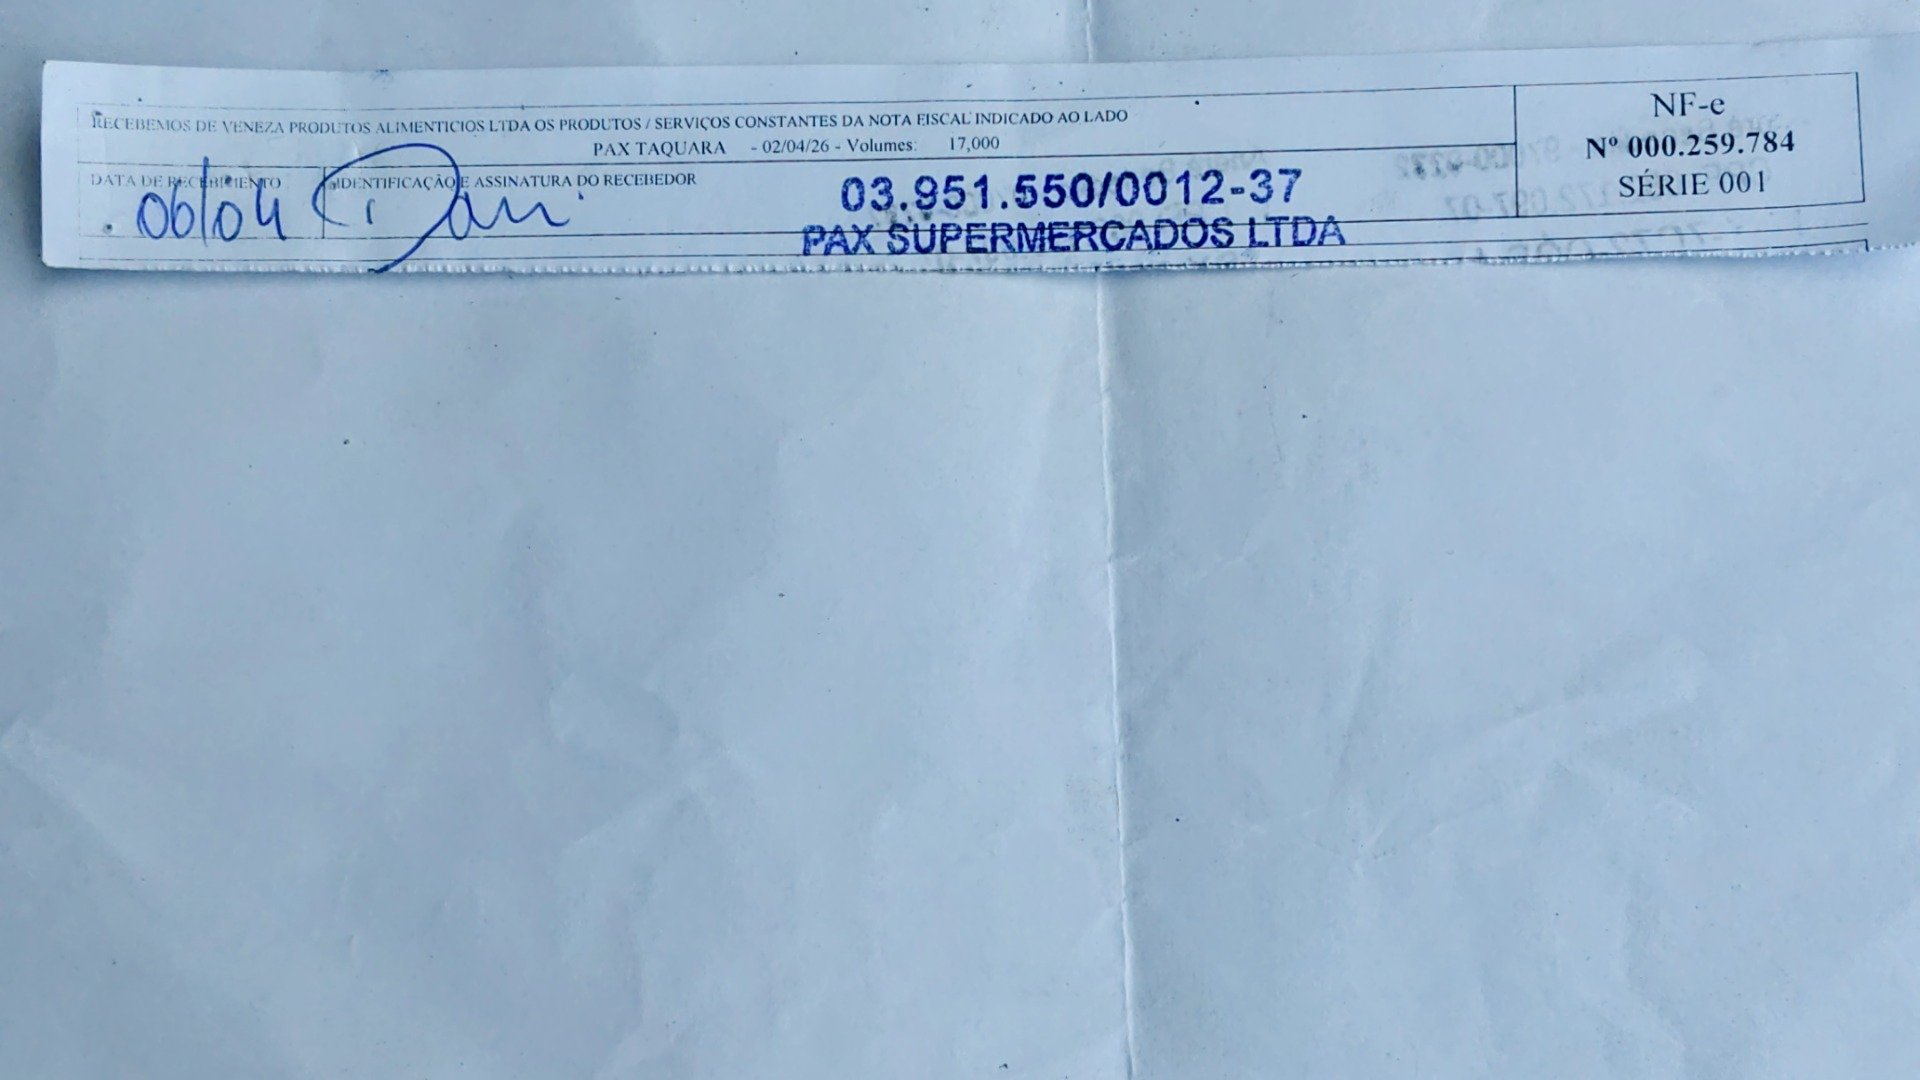 RECEBEMOS DE VENEZA PRODUTOS ALIMENTICIOS LTDA OS PRODUTOS / SERVIÇOS CONSTANTES DA NOTA FISCAL INDICADO AO LADO
PAX TAQUARA - 02/04/26 - Volumes: 17,000
DATA DE RECEBIMENTO
IDENTIFICAÇÃO E ASSINATURA DO RECEBEDOR
06/04
03.951.550/0012-37
PAX SUPERMERCADOS LTDA
NF-e
Nº 000.259.784
SÉRIE 001